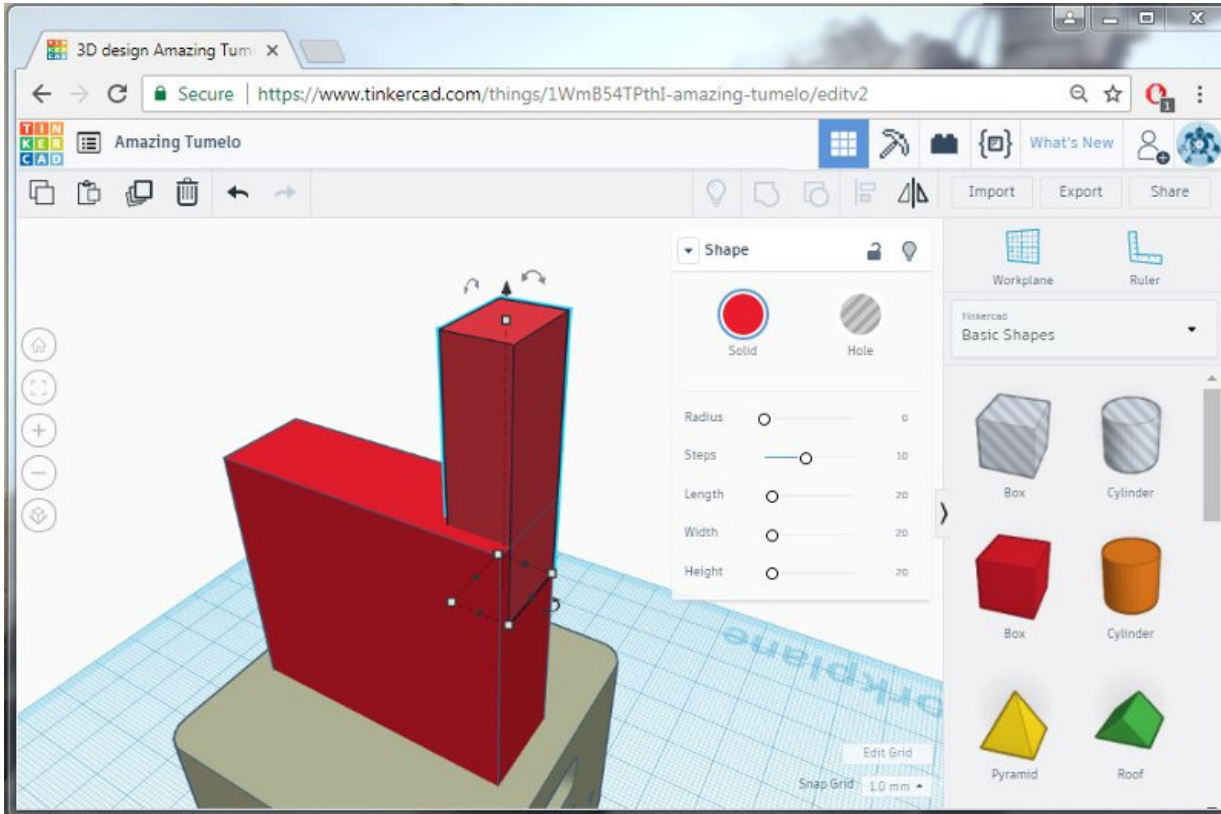 3D design Amazing Tum
Secure | https://www.tinkercad.com/things/1WmB54TPthI-amazing-tumelo/editv2
1
TIN
KER
CAD
Amazing Tumelo
What's New
Import Export Share
Shape
Solid Hole
Radius 0
Steps 10
Length 20
Width 20
Height 20
Workplane Ruler
Tinkercad
Basic Shapes
Box Cylinder
Box Cylinder
Pyramid Roof
orkplane
Edit Grid
Snap Grid 1.0 mm